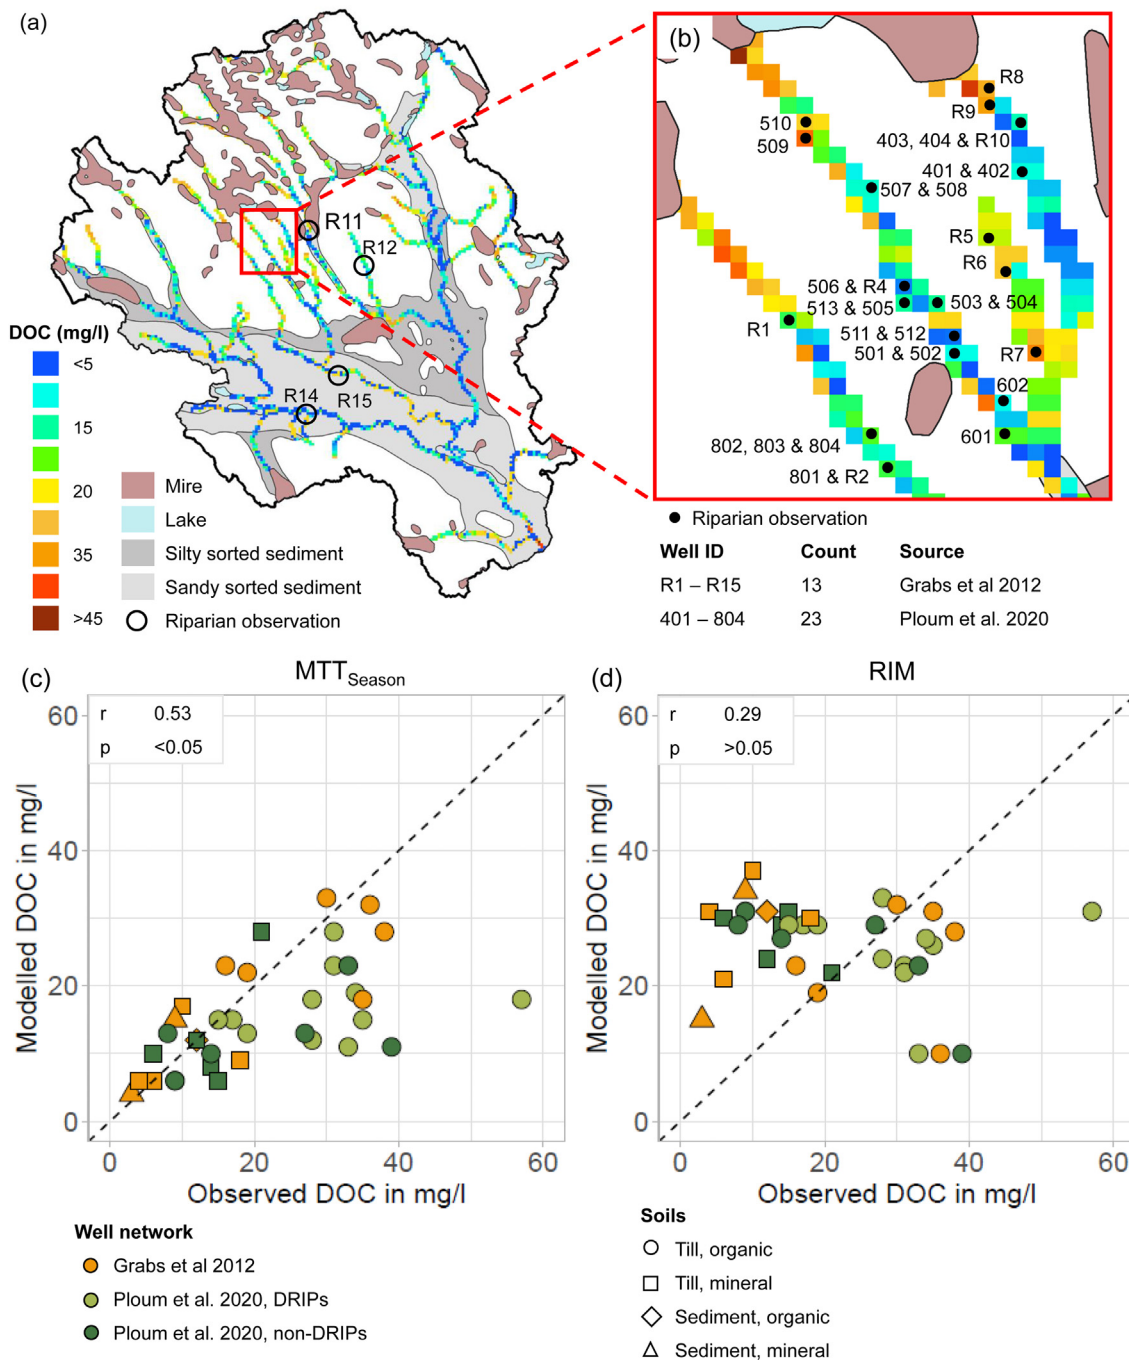 (a)
R11
R12
R14
R15
DOC (mg/l)
<5
15
20
35
>45
Mire
Lake
Silty sorted sediment
Sandy sorted sediment
Riparian observation
(b)
R8
R9
510
509
403, 404 & R10
401 & 402
507 & 508
R5
R6
506 & R4
513 & 505
503 & 504
R1
511 & 512
501 & 502
R7
602
601
802, 803 & 804
801 & R2
Riparian observation
Well ID Count Source
R1 – R15 13 Grabs et al 2012
401 – 804 23 Ploum et al. 2020
(c)
MTTSeason
r 0.53
p <0.05
60
40
20
0
Modelled DOC in mg/l
0 20 40 60
Observed DOC in mg/l
Well network
Grabs et al 2012
Ploum et al. 2020, DRIPs
Ploum et al. 2020, non-DRIPs
(d)
RIM
r 0.29
p >0.05
60
40
20
0
Modelled DOC in mg/l
0 20 40 60
Observed DOC in mg/l
Soils
Till, organic
Till, mineral
Sediment, organic
Sediment, mineral